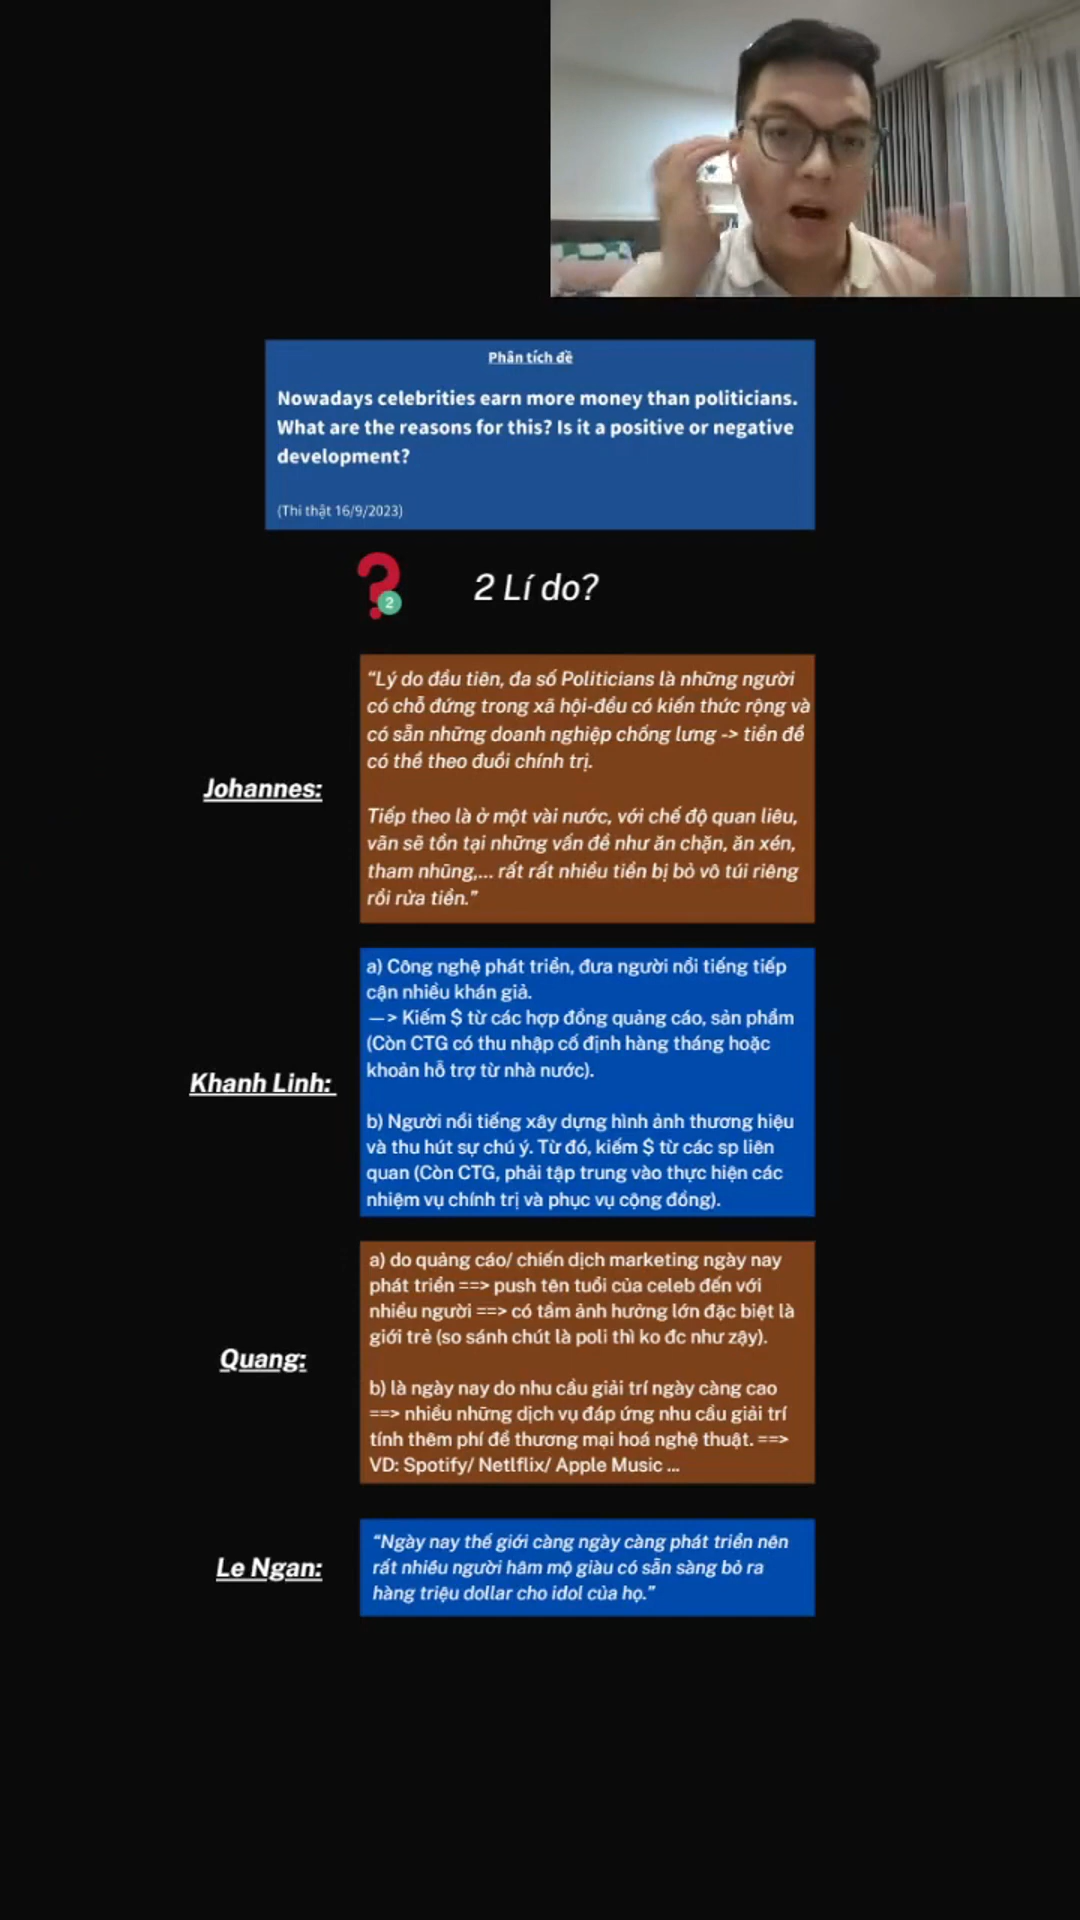 Phân tích đề
Nowadays celebrities earn more money than politicians.
What are the reasons for this? Is it a positive or negative
development?
(Thi thật 16/9/2023)
2
2 Lí do?
Johannes:
“Lý do đầu tiên, đa số Politicians là những người
có chỗ đứng trong xã hội-đều có kiến thức rộng và
có sẵn những doanh nghiệp chống lưng -> tiền đề
có thể theo đuổi chính trị.
Tiếp theo là ở một vài nước, với chế độ quan liêu,
vẫn sẽ tồn tại những vấn đề như ăn chặn, ăn xén,
tham nhũng,... rất rất nhiều tiền bị bỏ vô túi riêng
rồi rửa tiền.”
Khanh Linh:
a) Công nghệ phát triển, đưa người nổi tiếng tiếp
cận nhiều khán giả.
—> Kiếm $ từ các hợp đồng quảng cáo, sản phẩm
(Còn CTG có thu nhập cố định hàng tháng hoặc
khoản hỗ trợ từ nhà nước).
b) Người nổi tiếng xây dựng hình ảnh thương hiệu
và thu hút sự chú ý. Từ đó, kiếm $ từ các sp liên
quan (Còn CTG, phải tập trung vào thực hiện các
nhiệm vụ chính trị và phục vụ cộng đồng).
Quang:
a) do quảng cáo/ chiến dịch marketing ngày nay
phát triển ==> push tên tuổi của celeb đến với
nhiều người ==> có tầm ảnh hưởng lớn đặc biệt là
giới trẻ (so sánh chút là poli thì ko đc như zậy).
b) là ngày nay do nhu cầu giải trí ngày càng cao
==> nhiều những dịch vụ đáp ứng nhu cầu giải trí
tính thêm phí để thương mại hoá nghệ thuật. ==>
VD: Spotify/ Netlflix/ Apple Music ...
Le Ngan:
“Ngày nay thế giới càng ngày càng phát triển nên
rất nhiều người hâm mộ giàu có sẵn sàng bỏ ra
hàng triệu dollar cho idol của họ.”